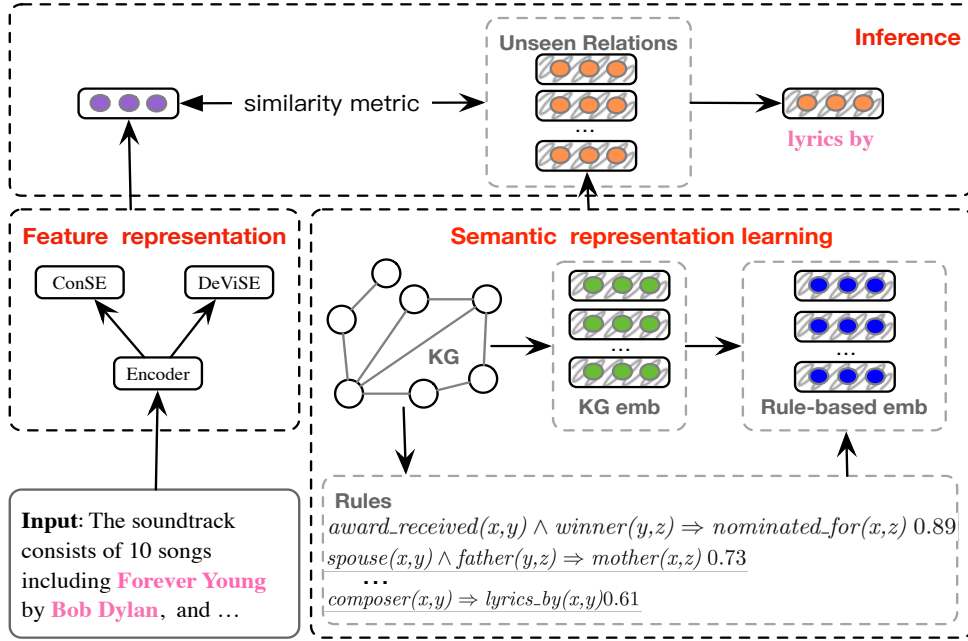 Inference
Unseen Relations
...
similarity metric
lyrics by
Feature representation
ConSE
DeViSE
Encoder
Input: The soundtrack
consists of 10 songs
including Forever Young
by Bob Dylan, and ...
Semantic representation learning
KG
...
KG emb
...
Rule-based emb
Rules
award_received(x,y) ∧ winner(y,z) ⇒ nominated_for(x,z) 0.89
spouse(x,y) ∧ father(y,z) ⇒ mother(x,z) 0.73
...
composer(x,y) ⇒ lyrics_by(x,y)0.61